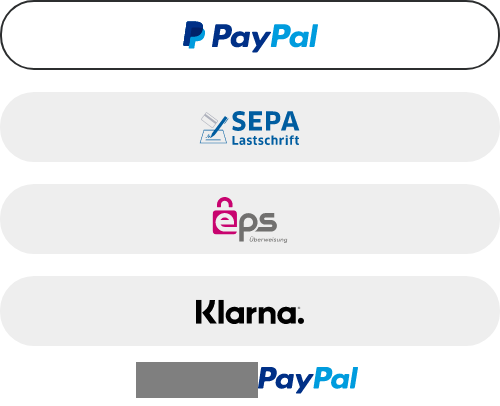 PayPal
SEPA
Lastschrift
eps
Überweisung
Klarna.
PayPal